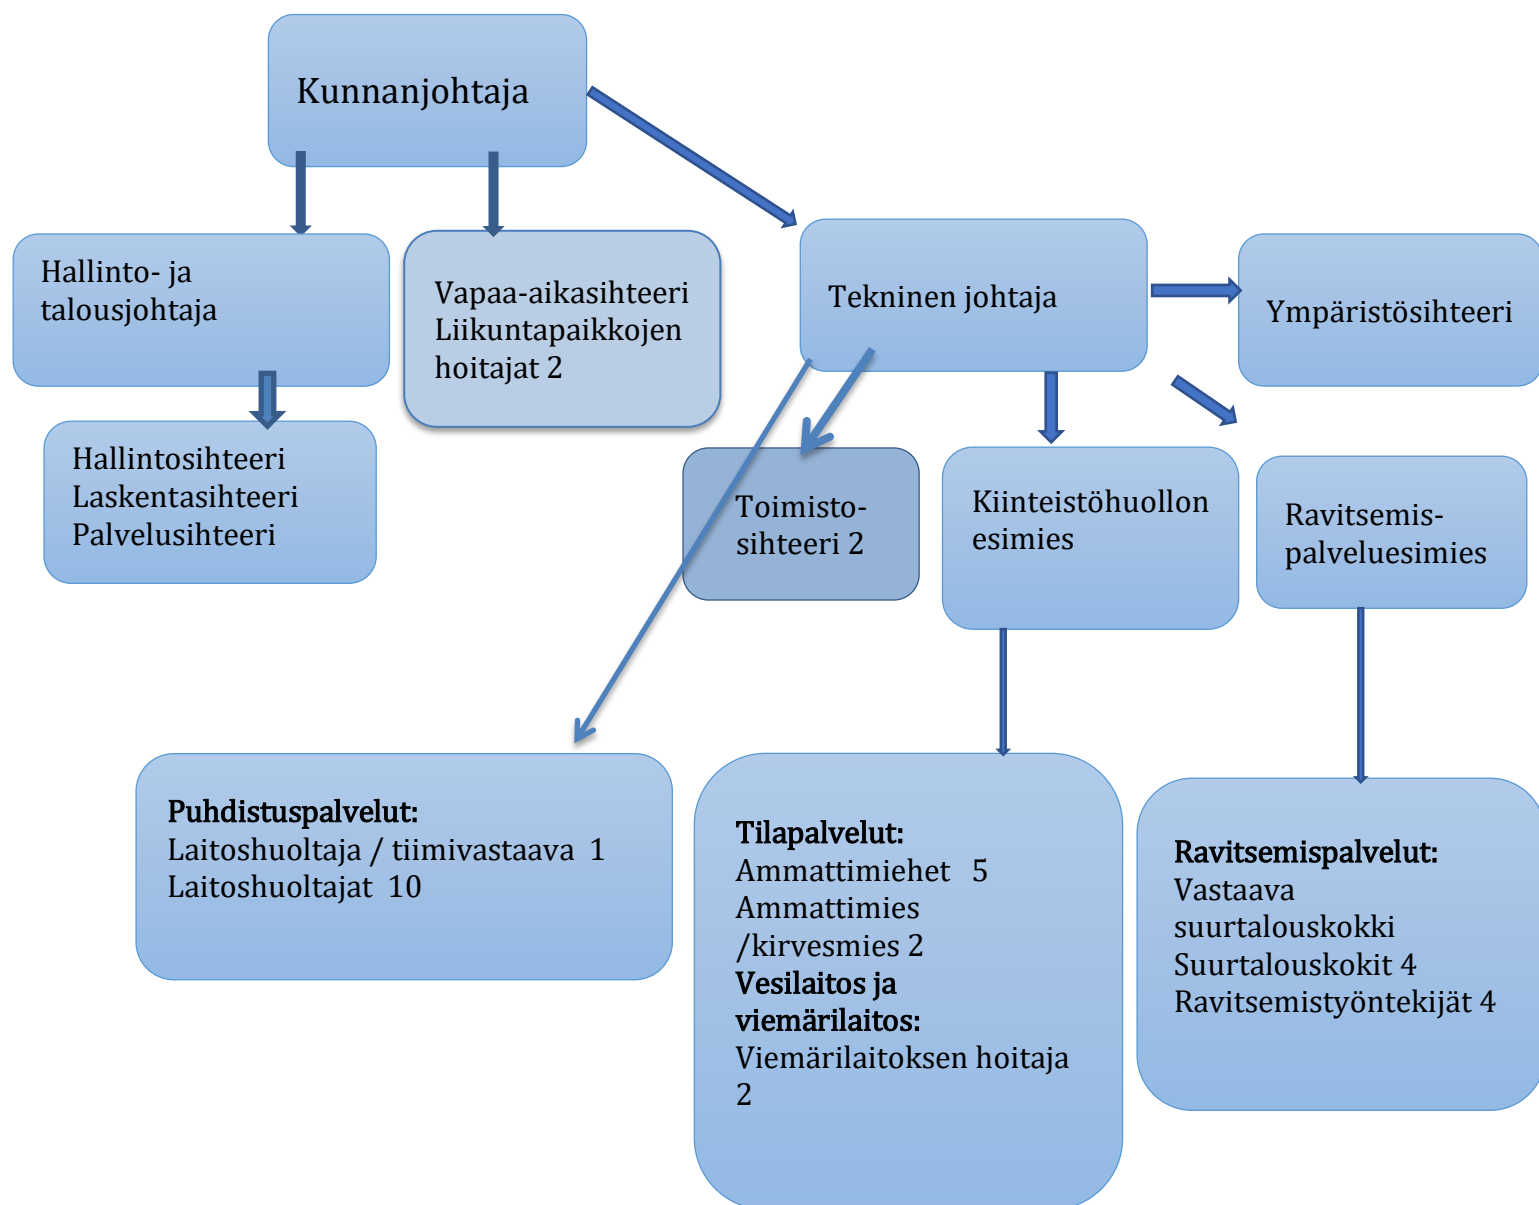 Kunnanjohtaja
Hallinto- ja
talousjohtaja
Vapaa-aikasihteeri
Liikuntapaikkojen
hoitajat 2
Tekninen johtaja
Ympäristösihteeri
Hallintosihteeri
Laskentasihteeri
Palvelusihteeri
Toimisto-
sihteeri 2
Kiinteistöhuollon
esimies
Ravitsemis-
palveluesimies
Puhdistuspalvelut:
Laitoshuoltaja / tiimivastaava 1
Laitoshuoltajat 10
Tilapalvelut:
Ammattimiehet 5
Ammattimies
/kirvesmies 2
Vesilaitos ja
viemärilaitos:
Viemärilaitoksen hoitaja
2
Ravitsemispalvelut:
Vastaava
suurtalouskokki
Suurtalouskokit 4
Ravitsemistyöntekijät 4